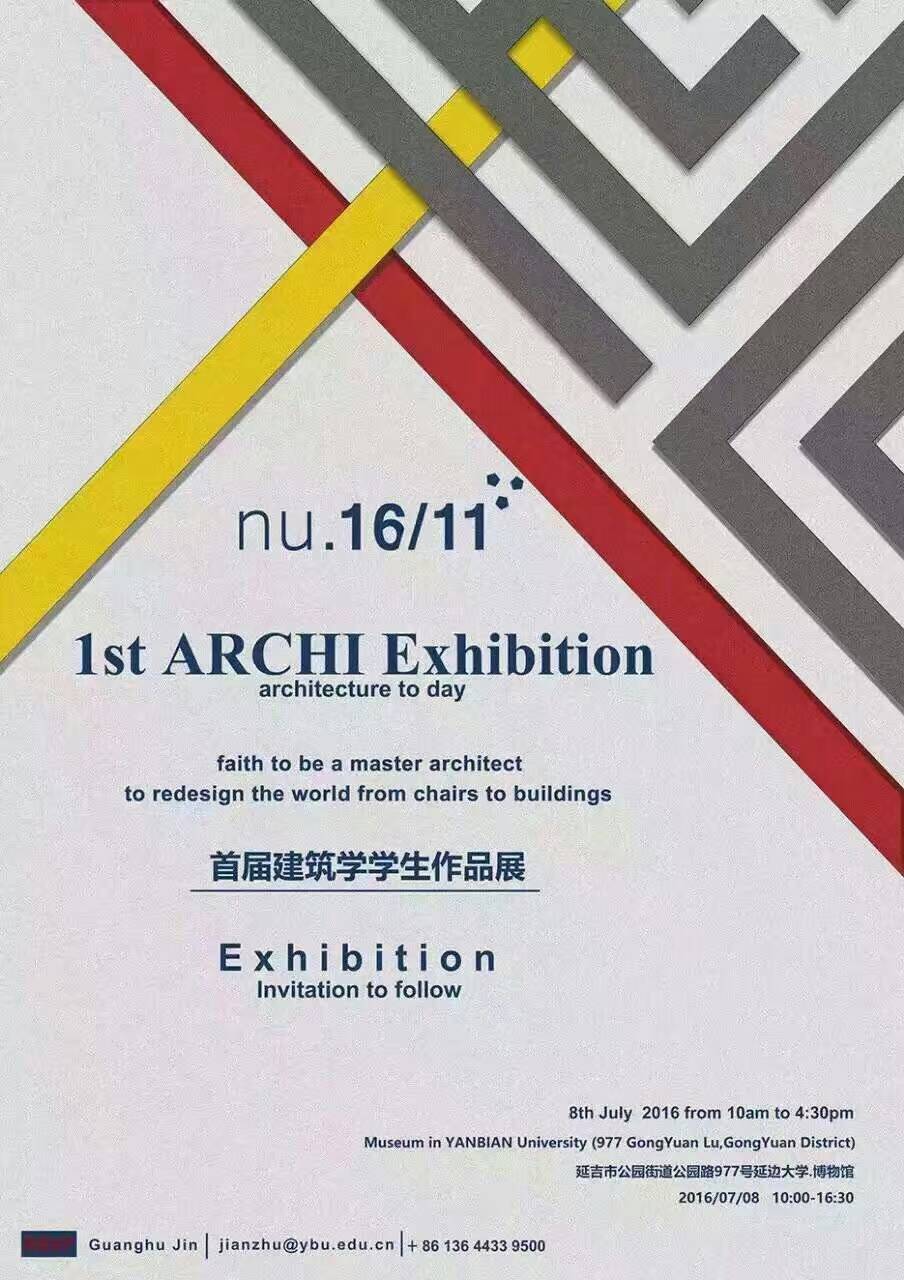 nu.16/11
1st ARCHI Exhibition
architecture to day
faith to be a master architect
to redesign the world from chairs to buildings
首届建筑学学生作品展
Exhibition
Invitation to follow
8th July 2016 from 10am to 4:30pm
Museum in YANBIAN University (977 GongYuan Lu,GongYuan District)
延吉市公园街道公园路977号延边大学.博物馆
2016/07/08 10:00-16:30
Guanghu Jin | jianzhu@ybu.edu.cn | + 86 136 4433 9500